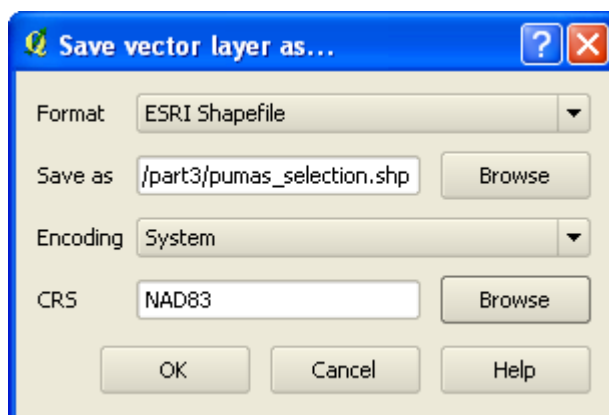 Save vector layer as...
Format ESRI Shapefile
Save as /part3/pumas_selection.shp Browse
Encoding System
CRS NAD83 Browse
OK Cancel Help